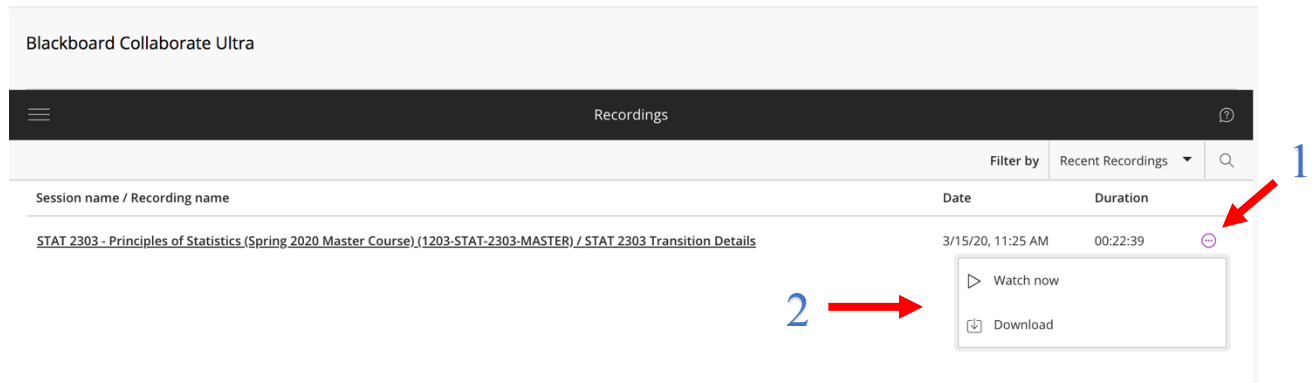 Blackboard Collaborate Ultra
Recordings
Filter by Recent Recordings
1
Session name / Recording name Date Duration
STAT 2303 - Principles of Statistics (Spring 2020 Master Course) (1203-STAT-2303-MASTER) / STAT 2303 Transition Details 3/15/20, 11:25 AM 00:22:39
Watch now
2
Download